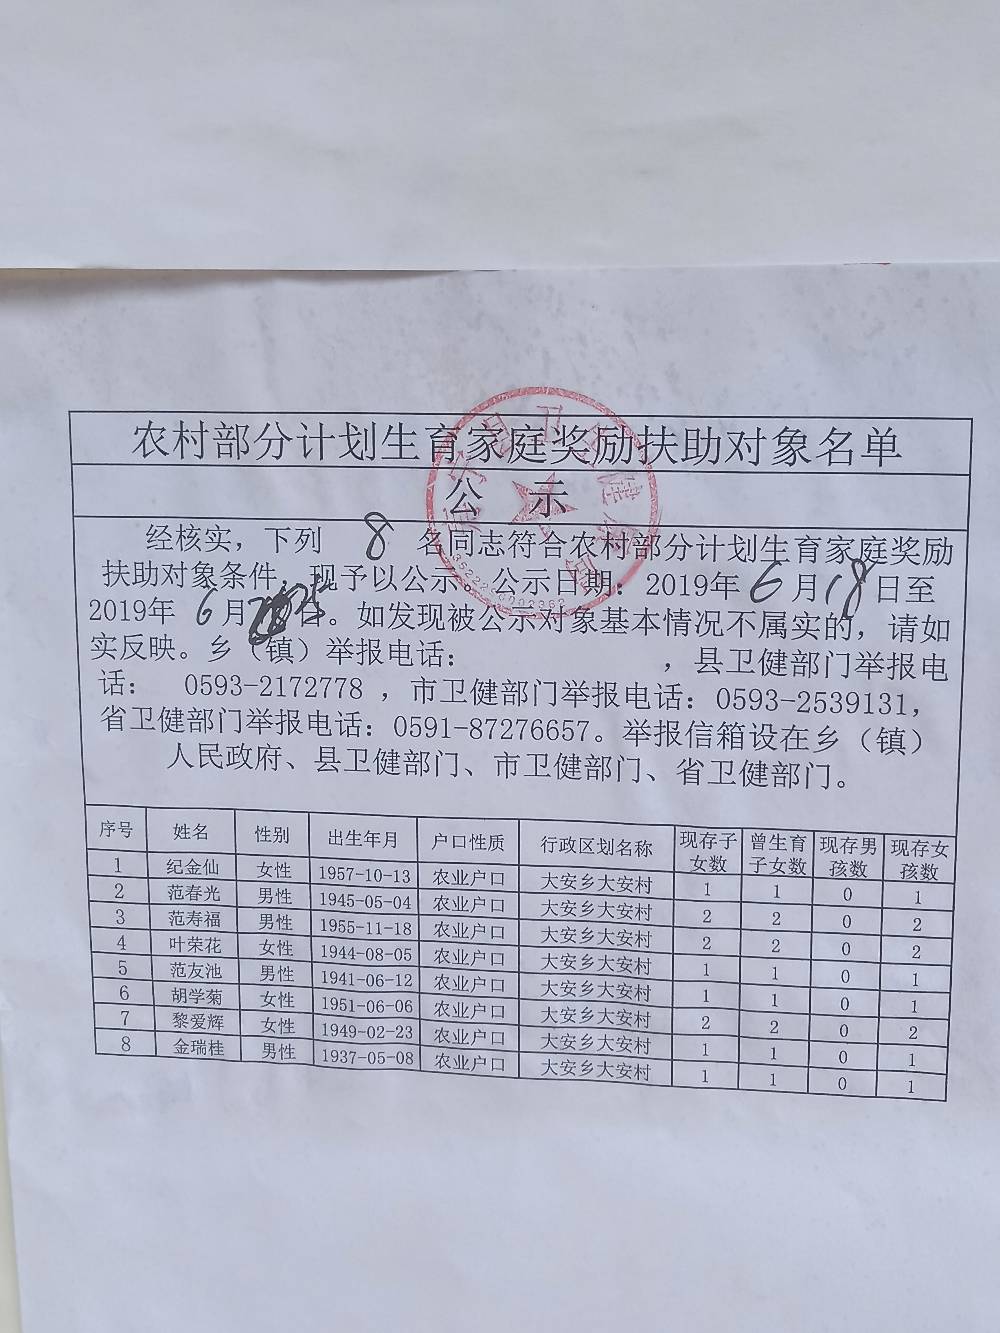 农村部分计划生育家庭奖励扶助对象名单
公 示
经核实，下列 8 名同志符合农村部分计划生育家庭奖励
扶助对象条件，现予以公示。公示日期：2019年 6 月 18 日至
2019年 6 月 日。如发现被公示对象基本情况不属实的，请如
实反映。乡（镇）举报电话： ，县卫健部门举报电
话： 0593-2172778 ，市卫健部门举报电话：0593-2539131，
省卫健部门举报电话：0591-87276657。举报信箱设在乡（镇）
人民政府、县卫健部门、市卫健部门、省卫健部门。
序号 姓名 性别 出生年月 户口性质 行政区划名称 现存子女数 曾生育子女数 现存男孩数 现存女孩数
1 纪金仙 女性 1957-10-13 农业户口 大安乡大安村 1 1 0 1
2 范春光 男性 1945-05-04 农业户口 大安乡大安村 2 2 0 2
3 范寿福 男性 1955-11-18 农业户口 大安乡大安村 2 2 0 2
4 叶荣花 女性 1944-08-05 农业户口 大安乡大安村 1 1 0 1
5 范友池 男性 1941-06-12 农业户口 大安乡大安村 1 1 0 1
6 胡学菊 女性 1951-06-06 农业户口 大安乡大安村 2 2 0 2
7 黎爱辉 女性 1949-02-23 农业户口 大安乡大安村 1 1 0 1
8 金瑞桂 男性 1937-05-08 农业户口 大安乡大安村 1 1 0 1